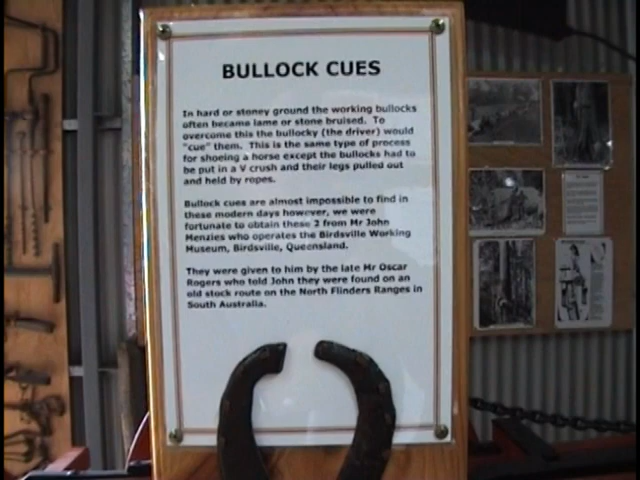 BULLOCK CUES
In hard or stoney ground the working bullocks
often became lame or stone bruised. To
overcome this the bullocky (the driver) would
"cue" them. This is the same type of process
for shoeing a horse except the bullocks had to
be put in a V crush and their legs pulled out
and held by ropes.
Bullock cues are almost impossible to find in
these modern days however, we were
fortunate to obtain these 2 from Mr John
Menzies who operates the Birdsville Working
Museum, Birdsville, Queensland.
They were given to him by the late Mr Oscar
Rogers who told John they were found on an
old stock route on the North Flinders Ranges in
South Australia.